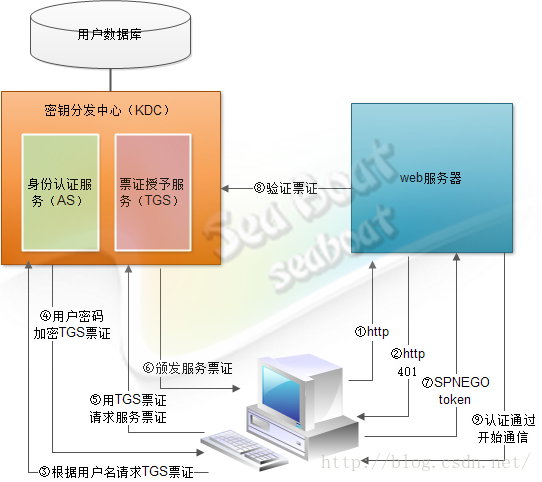 用户数据库
密钥分发中心（KDC）
身份认证服
务（AS）
票证授予服
务（TGS）
web服务器
⑧验证票证
Sea Boat
seaboat
④用户密码
加密TGS票证
①http
②http
401
⑥颁发服务票证
⑦SPNEGO
token
⑤用TGS票证
请求服务票证
⑨认证通过
开始通信
③根据用户名请求TGS票证
http://blog.csdn.net/